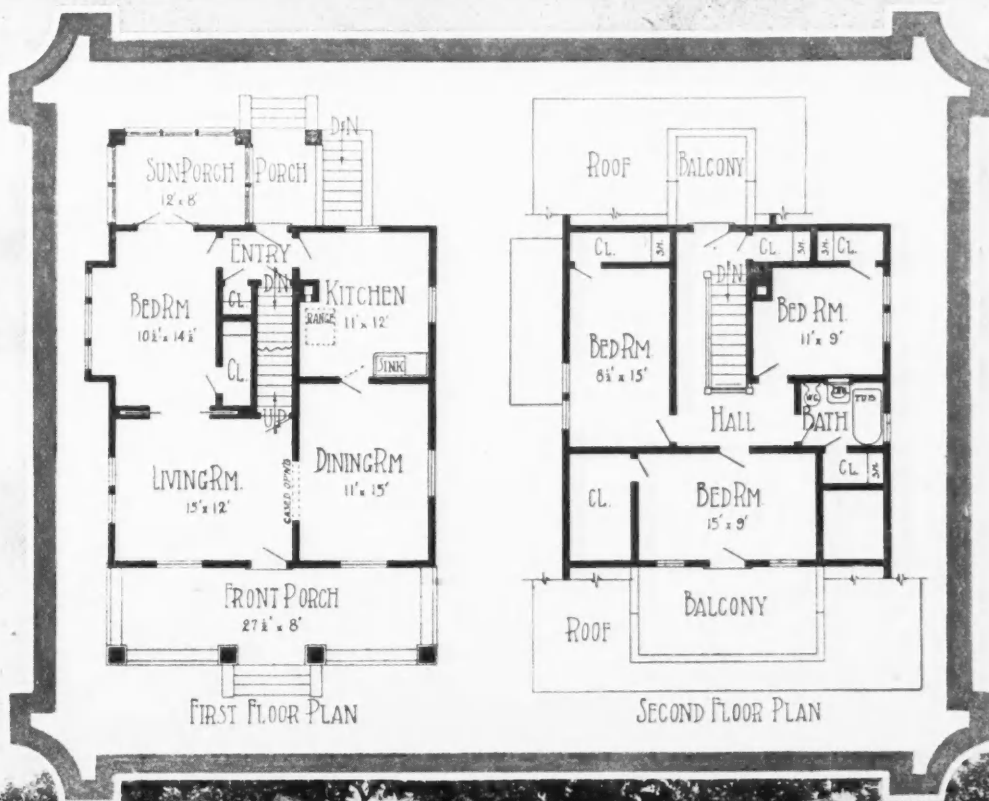 DN
SUNPORCH
12' x 8'
PORCH
ENTRY
DN
CL.
BED RM
10½' x 14½'
KITCHEN
11' x 12'
RANGE
SINK
CL.
UP
LIVING RM.
15' x 12'
CASED OP'N'G
DINING RM
11' x 15'
FRONT PORCH
27½' x 8'
FIRST FLOOR PLAN
ROOF
BALCONY
CL.
SH.
CL.
SH.
SH.
CL.
DN
BED RM.
8½' x 15'
BED RM.
11' x 9'
HALL
W.C.
LAV.
TUB
BATH
CL.
SH.
CL.
BED RM.
15' x 9'
BALCONY
ROOF
SECOND FLOOR PLAN